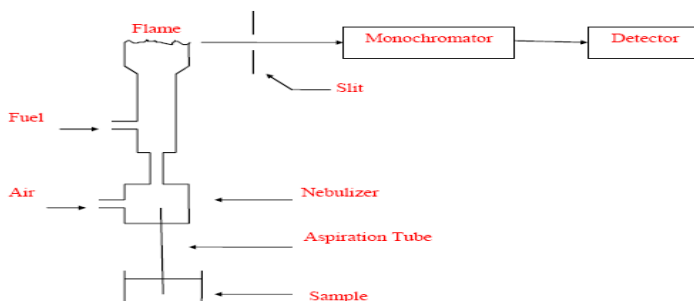 Flame
Monochromator
Detector
Slit
Fuel
Air
Nebulizer
Aspiration Tube
Sample